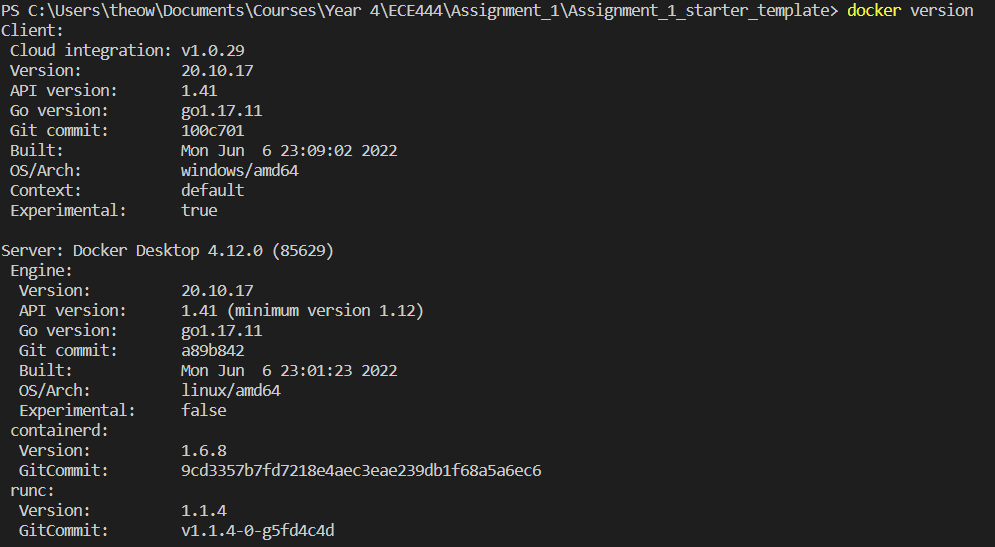 PS C:\Users\theow\Documents\Courses\Year 4\ECE444\Assignment_1\Assignment_1_starter_template> docker version
Client:
 Cloud integration: v1.0.29
 Version:           20.10.17
 API version:       1.41
 Go version:        go1.17.11
 Git commit:        100c701
 Built:             Mon Jun  6 23:09:02 2022
 OS/Arch:           windows/amd64
 Context:           default
 Experimental:      true

Server: Docker Desktop 4.12.0 (85629)
 Engine:
  Version:          20.10.17
  API version:      1.41 (minimum version 1.12)
  Go version:       go1.17.11
  Git commit:       a89b842
  Built:            Mon Jun  6 23:01:23 2022
  OS/Arch:          linux/amd64
  Experimental:     false
 containerd:
  Version:          1.6.8
  GitCommit:        9cd3357b7fd7218e4aec3eae239db1f68a5a6ec6
 runc:
  Version:          1.1.4
  GitCommit:        v1.1.4-0-g5fd4c4d